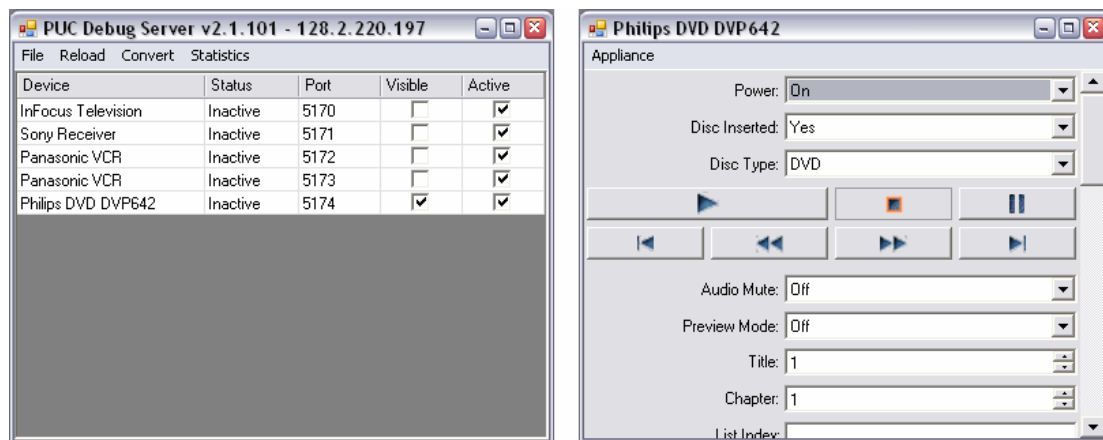 PUC Debug Server v2.1.101 - 128.2.220.197
File Reload Convert Statistics
Device Status Port Visible Active
InFocus Television Inactive 5170
Sony Receiver Inactive 5171
Panasonic VCR Inactive 5172
Panasonic VCR Inactive 5173
Philips DVD DVP642 Inactive 5174
Philips DVD DVP642
Appliance
Power: On
Disc Inserted: Yes
Disc Type: DVD
Audio Mute: Off
Preview Mode: Off
Title: 1
Chapter: 1
List Index: